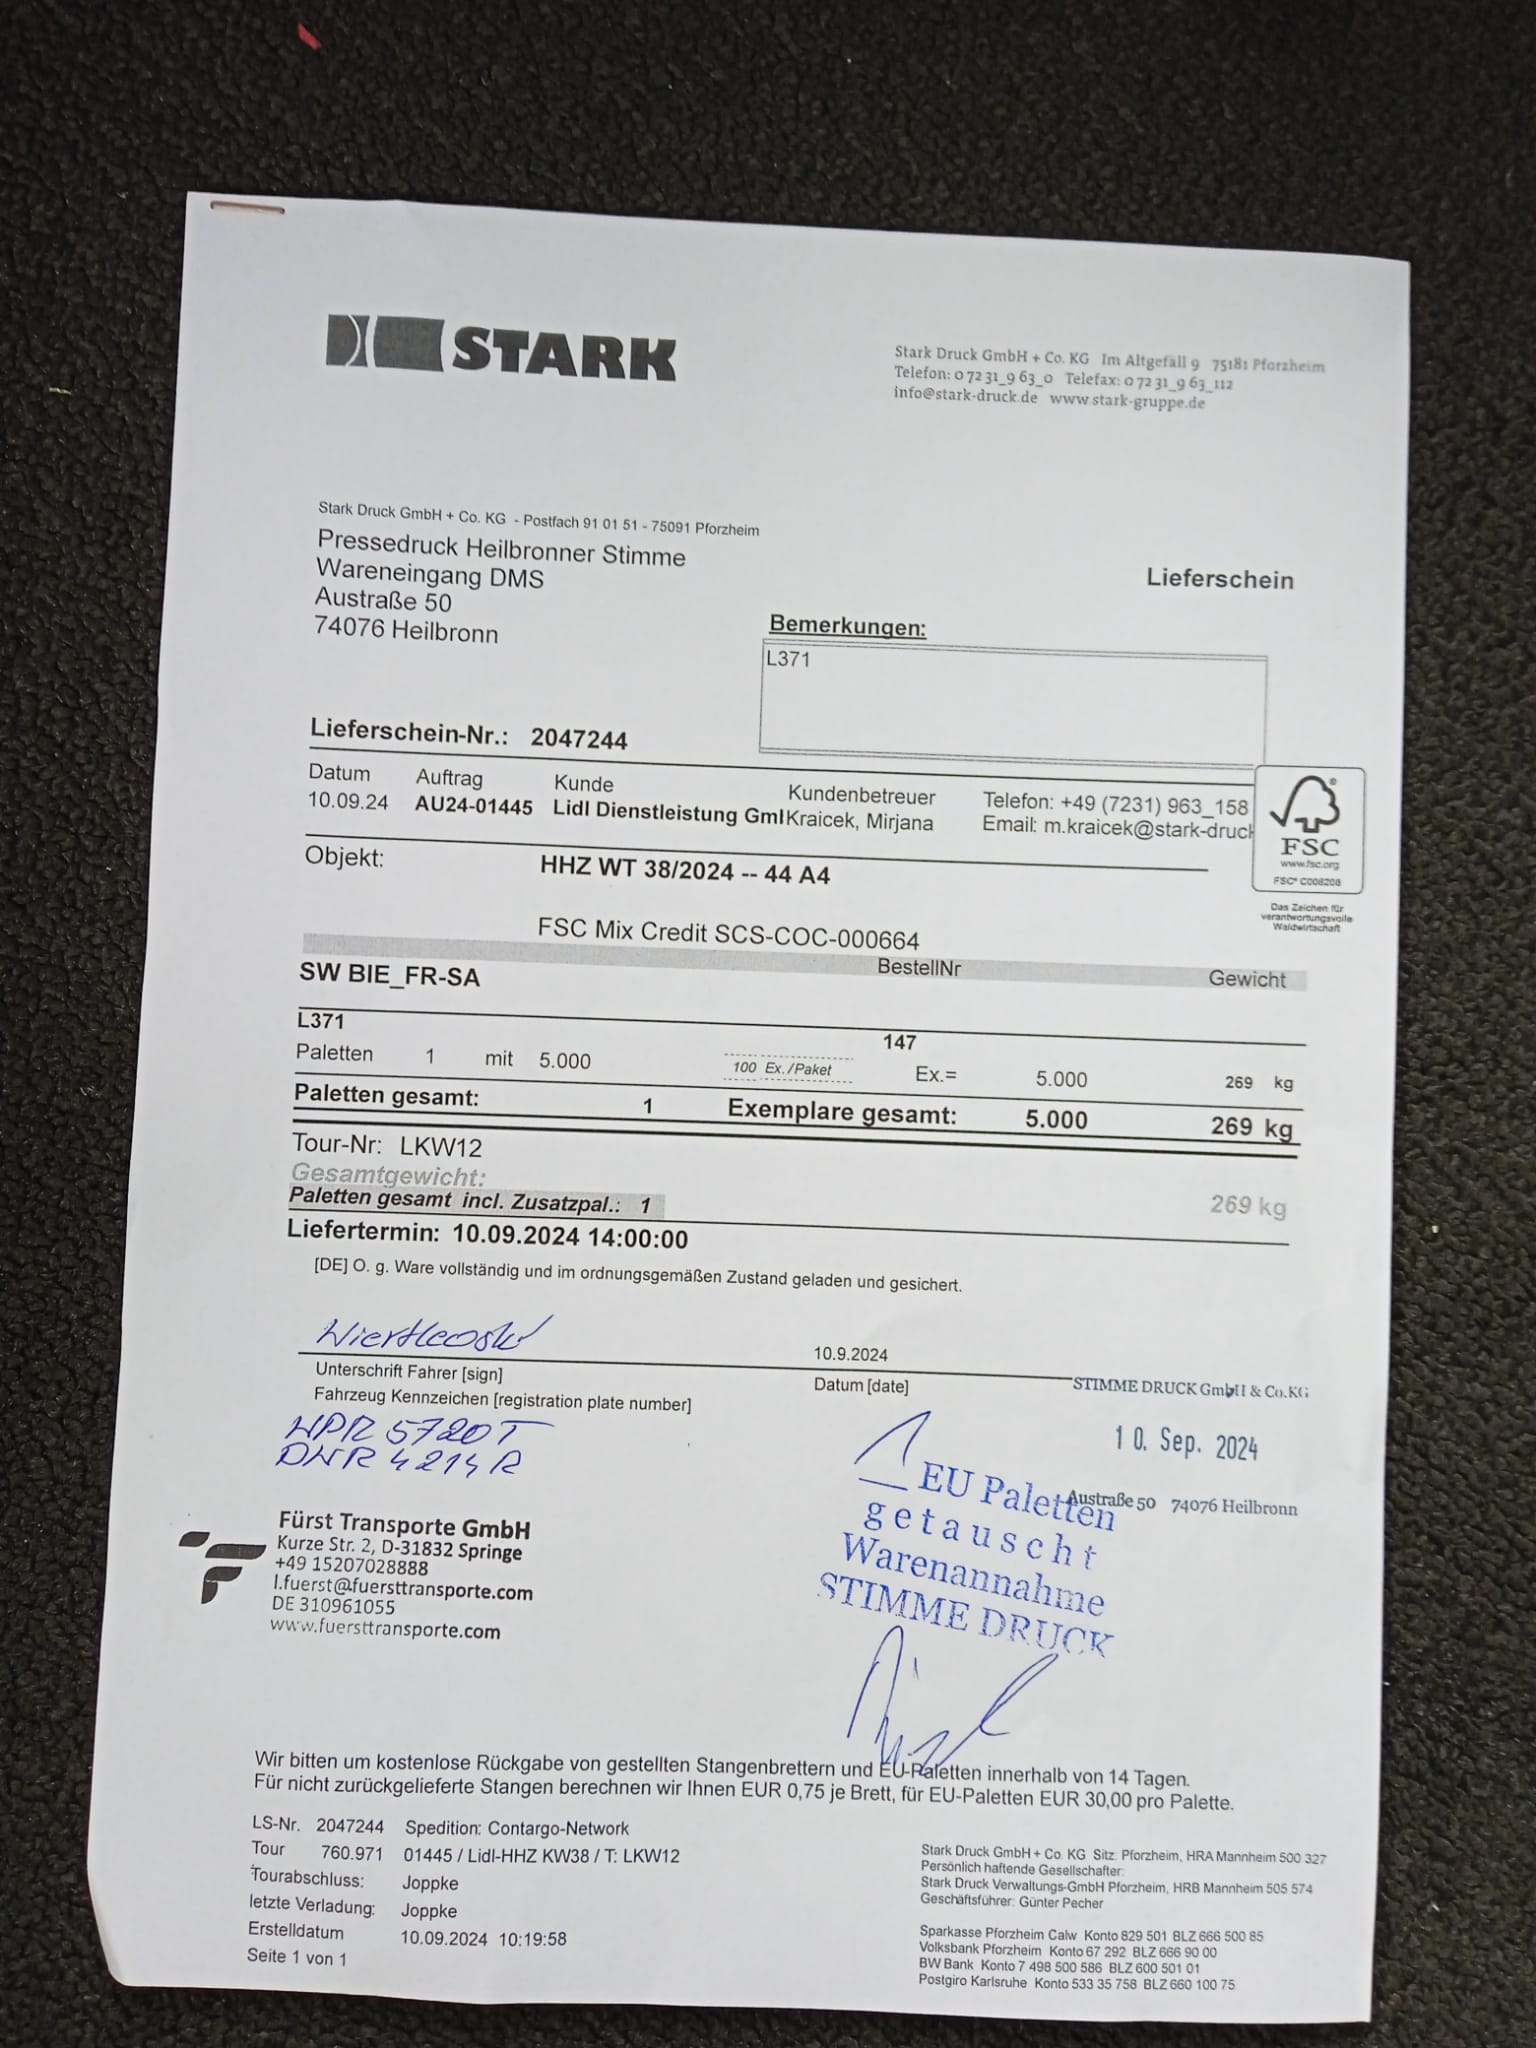 STARK
Stark Druck GmbH + Co. KG Im Altgefäll 9 75181 Pforzheim
Telefon: 0 72 31_9 63_0 Telefax: 0 72 31_9 63_112
info@stark-druck.de www.stark-gruppe.de
Stark Druck GmbH + Co. KG - Postfach 91 01 51 - 75091 Pforzheim
Pressedruck Heilbronner Stimme
Wareneingang DMS
Austraße 50
74076 Heilbronn
Lieferschein
Bemerkungen:
L371
Lieferschein-Nr.: 2047244
Datum Auftrag Kunde Kundenbetreuer Telefon: +49 (7231) 963_158
10.09.24 AU24-01445 Lidl Dienstleistung Gml Kraicek, Mirjana Email: m.kraicek@stark-druck
FSC
www.fsc.org
FSC® C008208
Das Zeichen für
verantwortungsvolle
Waldwirtschaft
Objekt: HHZ WT 38/2024 -- 44 A4
FSC Mix Credit SCS-COC-000664
BestellNr Gewicht
SW BIE_FR-SA
L371 147
Paletten 1 mit 5.000 100 Ex./Paket Ex.= 5.000 269 kg
Paletten gesamt: 1 Exemplare gesamt: 5.000 269 kg
Tour-Nr: LKW12
Gesamtgewicht: 269 kg
Paletten gesamt incl. Zusatzpal.: 1
Liefertermin: 10.09.2024 14:00:00
[DE] O. g. Ware vollständig und im ordnungsgemäßen Zustand geladen und gesichert.
10.9.2024
Unterschrift Fahrer [sign] Datum [date]
Fahrzeug Kennzeichen [registration plate number]
WPR 5720T
DWR 4214R
STIMME DRUCK GmbH & Co.KG
10. Sep. 2024
Austraße 50 74076 Heilbronn
1 EU Paletten
getauscht
Warenannahme
STIMME DRUCK
Fürst Transporte GmbH
Kurze Str. 2, D-31832 Springe
+49 15207028888
l.fuerst@fuersttransporte.com
DE 310961055
www.fuersttransporte.com
Wir bitten um kostenlose Rückgabe von gestellten Stangenbrettern und EU-Paletten innerhalb von 14 Tagen.
Für nicht zurückgelieferte Stangen berechnen wir Ihnen EUR 0,75 je Brett, für EU-Paletten EUR 30,00 pro Palette.
LS-Nr. 2047244 Spedition: Contargo-Network
Tour 760.971 01445 / Lidl-HHZ KW38 / T: LKW12
Tourabschluss: Joppke
letzte Verladung: Joppke
Erstelldatum 10.09.2024 10:19:58
Seite 1 von 1
Stark Druck GmbH + Co. KG Sitz: Pforzheim, HRA Mannheim 500 327
Persönlich haftende Gesellschafter:
Stark Druck Verwaltungs-GmbH Pforzheim, HRB Mannheim 505 574
Geschäftsführer: Günter Pecher
Sparkasse Pforzheim Calw Konto 829 501 BLZ 666 500 85
Volksbank Pforzheim Konto 67 292 BLZ 666 90 00
BW Bank Konto 7 498 500 586 BLZ 600 501 01
Postgiro Karlsruhe Konto 533 35 758 BLZ 660 100 75